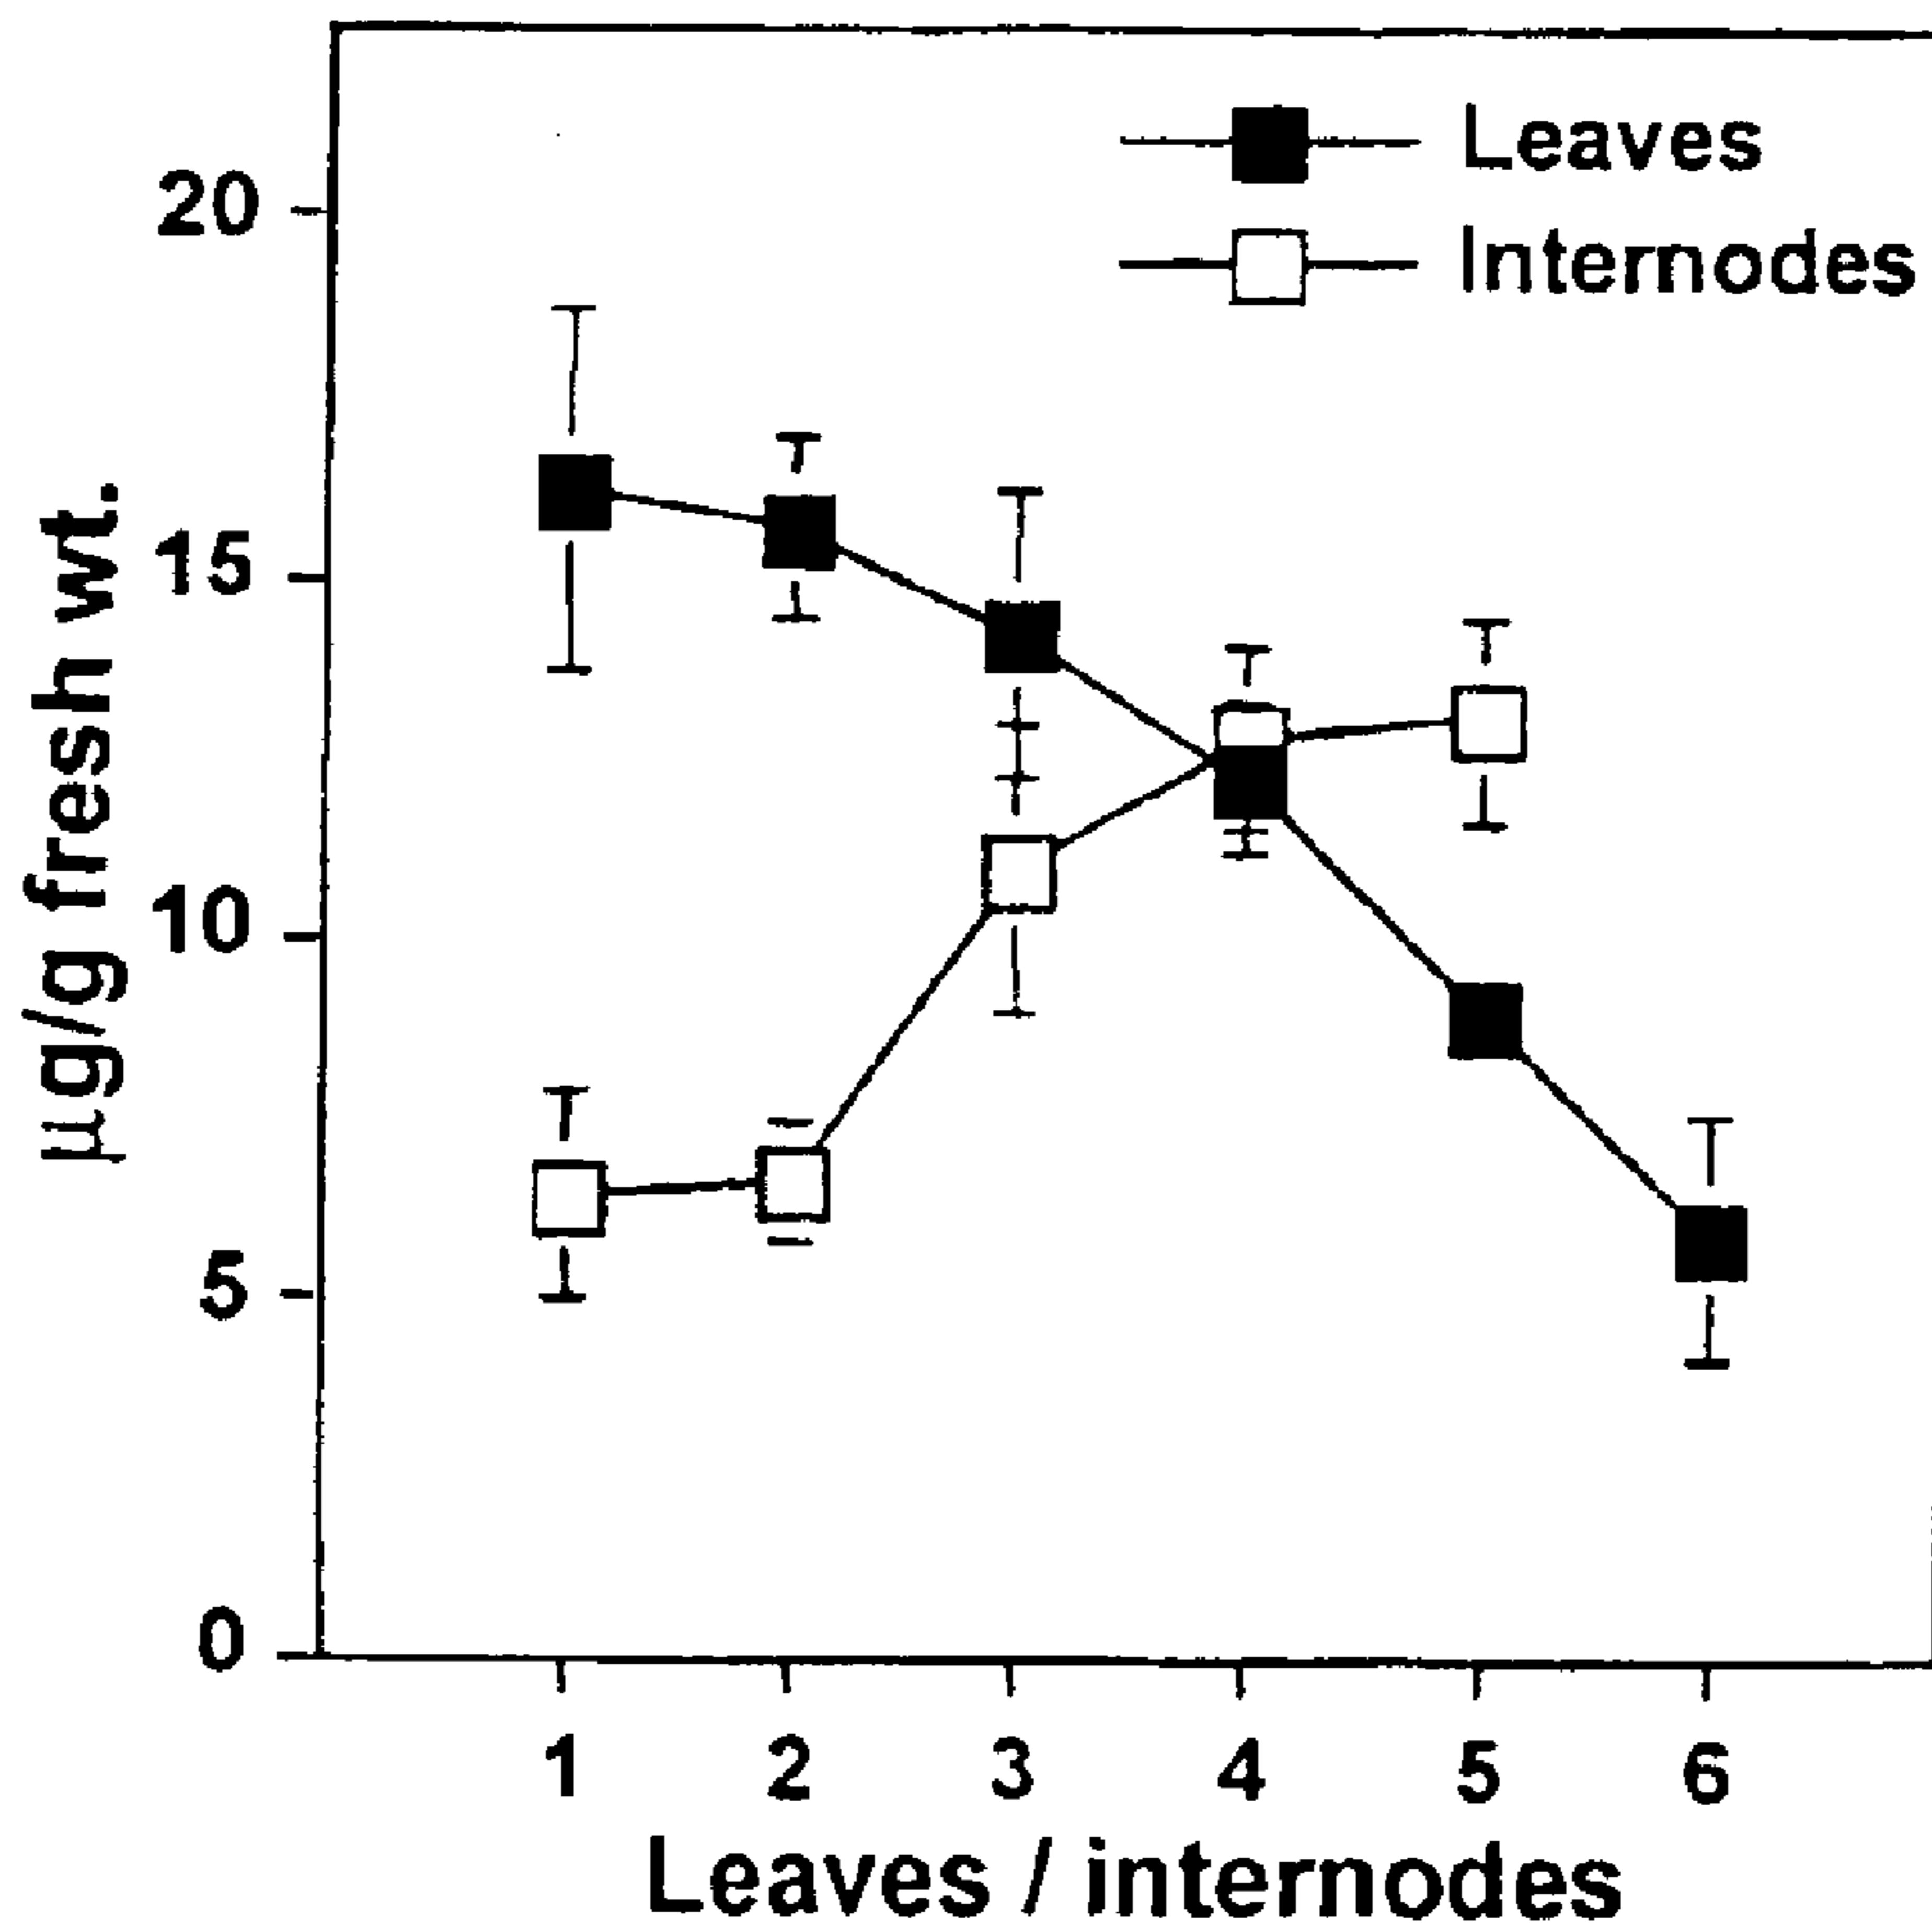 Leaves
Internodes
20
15
10
5
0
µg/g fresh wt.
1 2 3 4 5 6
Leaves / internodes